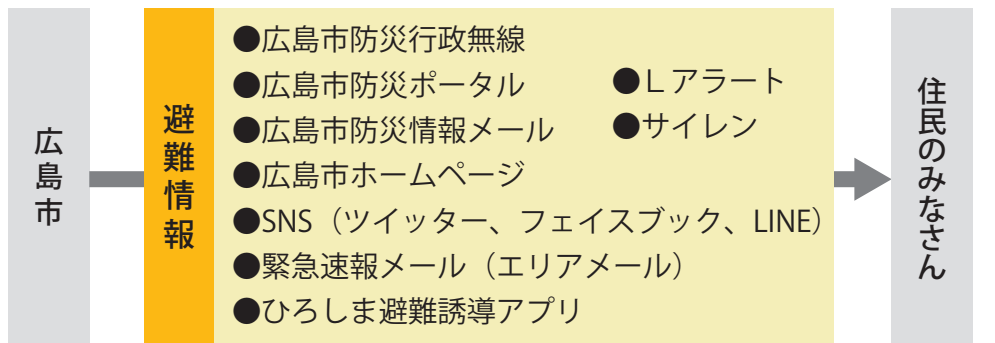 広島市
避難情報
●広島市防災行政無線
●広島市防災ポータル
●Lアラート
●広島市防災情報メール
●サイレン
●広島市ホームページ
●SNS（ツイッター、フェイスブック、LINE）
●緊急速報メール（エリアメール）
●ひろしま避難誘導アプリ
住民のみなさん